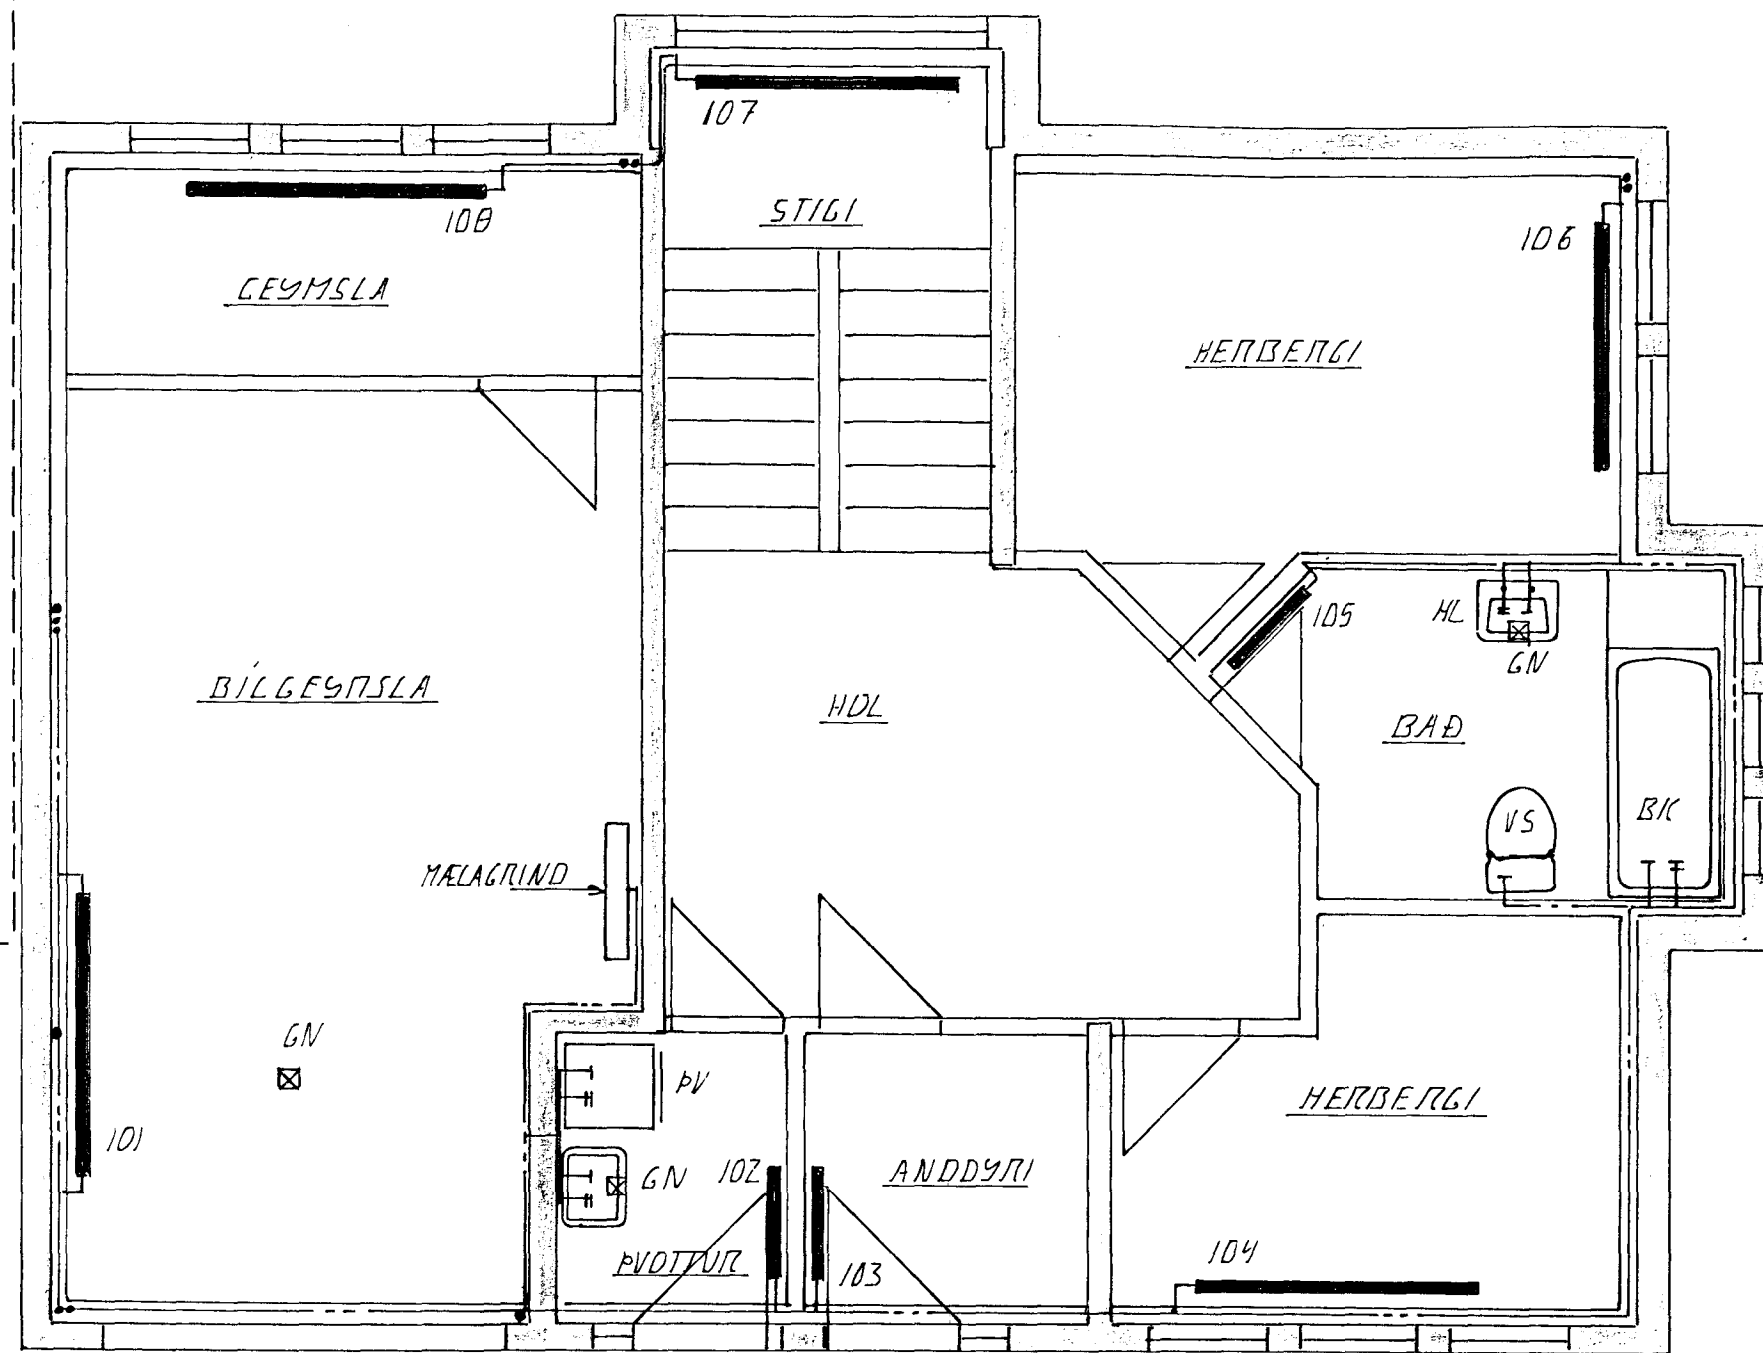 107
108
STIGI
106
GEYMSLA
HERBERGI
HL
105
GN
BÍLGEYMSLA
HOL
BAÐ
VS
BK
MÆLAGRIND
GN
ÞV
HERBERGI
101
GN
102
ANDDYRI
ÞVOTTUR
103
104